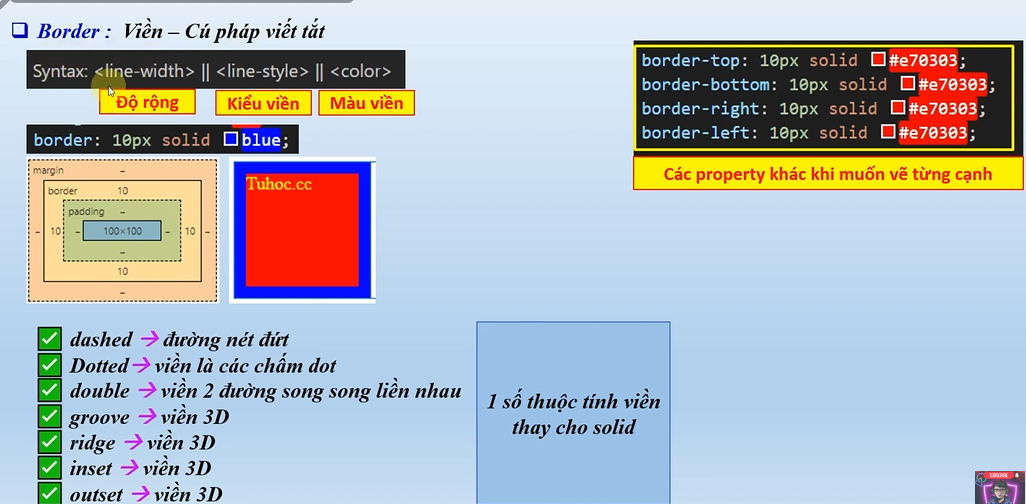 Border : Viền – Cú pháp viết tắt
Syntax: <line-width> || <line-style> || <color>
Độ rộng
Kiểu viền
Màu viền
border: 10px solid blue;
margin
–
border
10
padding
–
–
10
–
100×100
–
10
–
–
10
–
Tuhoc.cc
border-top: 10px solid #e70303;
border-bottom: 10px solid #e70303;
border-right: 10px solid #e70303;
border-left: 10px solid #e70303;
Các property khác khi muốn vẽ từng cạnh
dashed → đường nét đứt
Dotted → viền là các chấm dot
double → viền 2 đường song song liền nhau
groove → viền 3D
ridge → viền 3D
inset → viền 3D
outset → viền 3D
1 số thuộc tính viền
thay cho solid